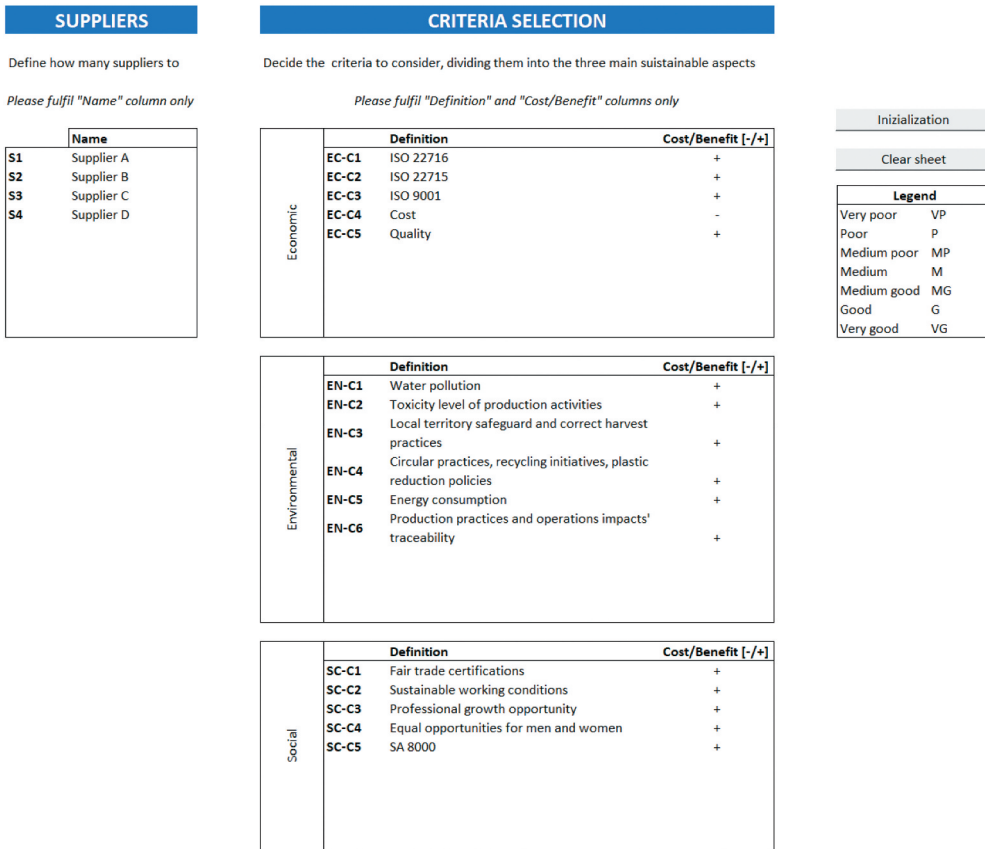 SUPPLIERS
Define how many suppliers to
Please fulfil "Name" column only
Name
S1 Supplier A
S2 Supplier B
S3 Supplier C
S4 Supplier D
CRITERIA SELECTION
Decide the criteria to consider, dividing them into the three main suistainable aspects
Please fulfil "Definition" and "Cost/Benefit" columns only
Definition Cost/Benefit [-/+]
Economic
EC-C1 ISO 22716 +
EC-C2 ISO 22715 +
EC-C3 ISO 9001 +
EC-C4 Cost -
EC-C5 Quality +
Definition Cost/Benefit [-/+]
Environmental
EN-C1 Water pollution +
EN-C2 Toxicity level of production activities +
EN-C3 Local territory safeguard and correct harvest
practices +
EN-C4 Circular practices, recycling initiatives, plastic
reduction policies +
EN-C5 Energy consumption +
EN-C6 Production practices and operations impacts'
traceability +
Definition Cost/Benefit [-/+]
Social
SC-C1 Fair trade certifications +
SC-C2 Sustainable working conditions +
SC-C3 Professional growth opportunity +
SC-C4 Equal opportunities for men and women +
SC-C5 SA 8000 +
Inizialization
Clear sheet
Legend
Very poor VP
Poor P
Medium poor MP
Medium M
Medium good MG
Good G
Very good VG